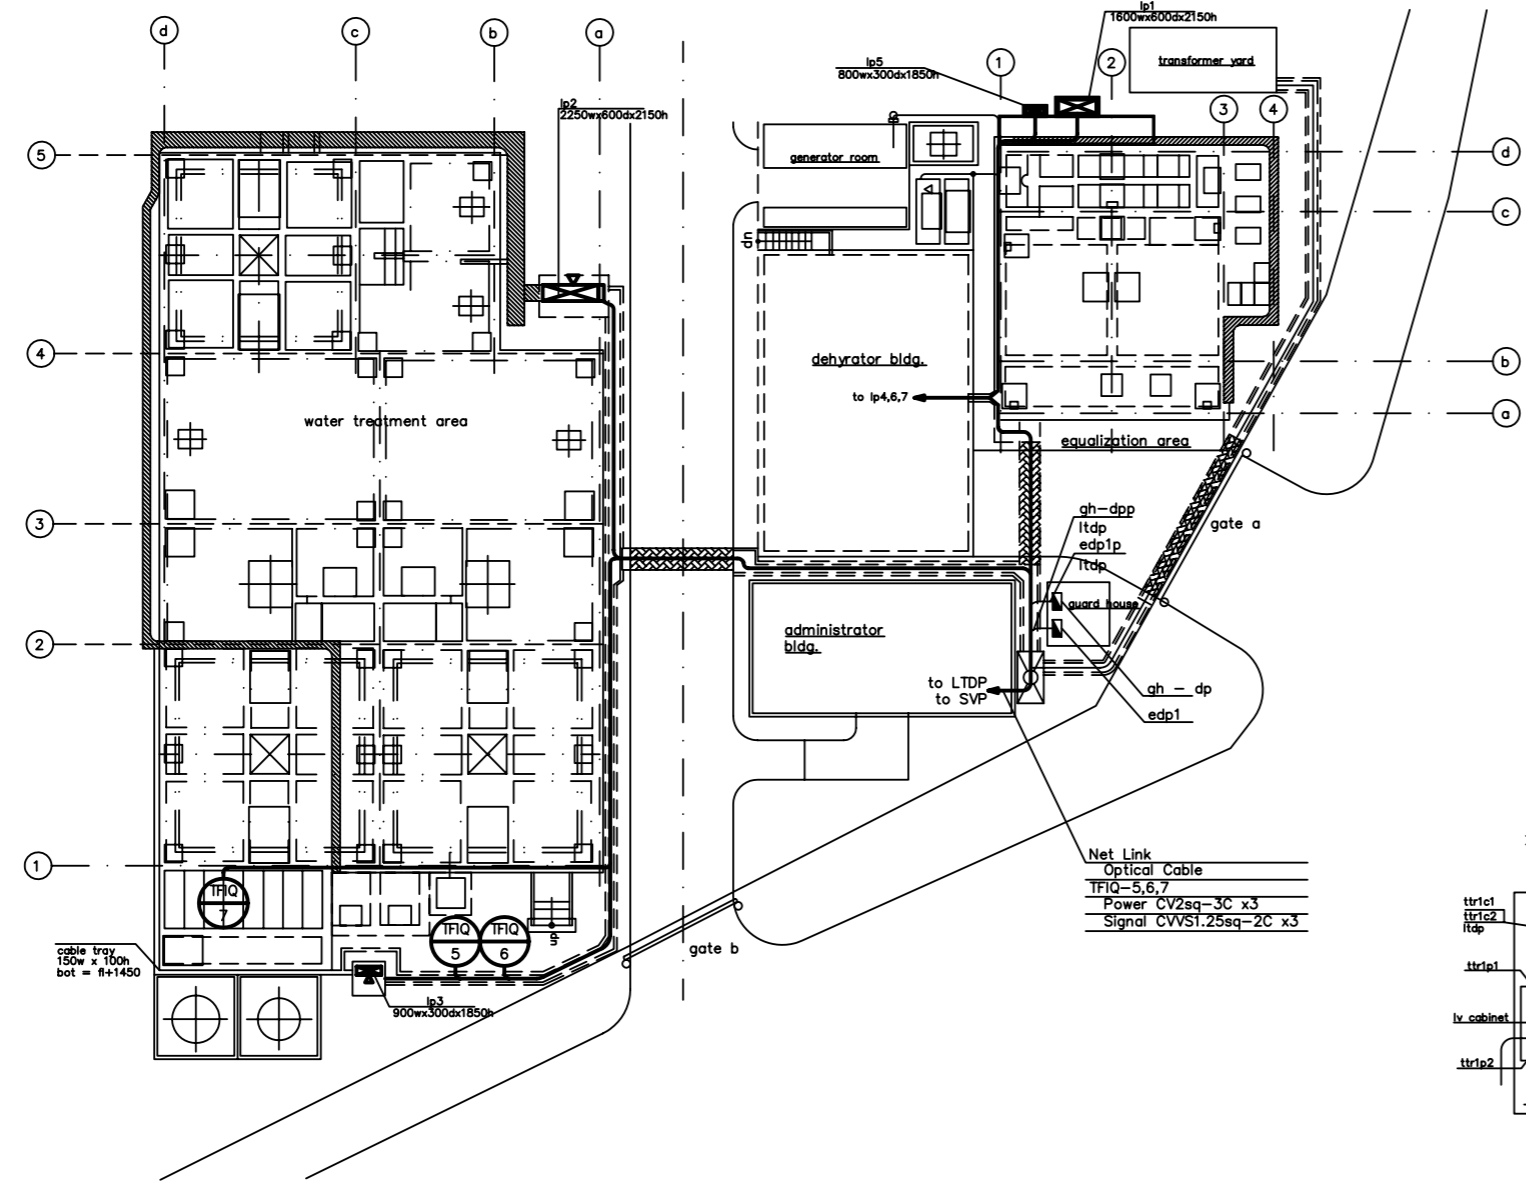 d
c
b
a
lp1
1600wx600dx2150h
transformer yard
lp5
800wx300dx1850h
1
2
3
4
lp2
2250wx600dx2150h
5
generator room
d
up
c
4
dehyrator bldg.
b
to lp4,6,7
a
water treatment area
equalization area
3
gh-dpp
ltdp
edp1p
ltdp
gate a
guard house
2
administrator
bldg.
to LTDP
to SVP
gh - dp
edp1
1
Net Link
Optical Cable
TFIQ-5,6,7
Power CV2sq-3C x3
Signal CVVS1.25sq-2C x3
TFIQ
7
TFIQ
5
TFIQ
6
dn
gate b
cable tray
150w x 100h
bot = fl+1450
lp3
900wx300dx1850h
ttr1c1
ttr1c2
ltdp
ttr1p1
lv cabinet
ttr1p2